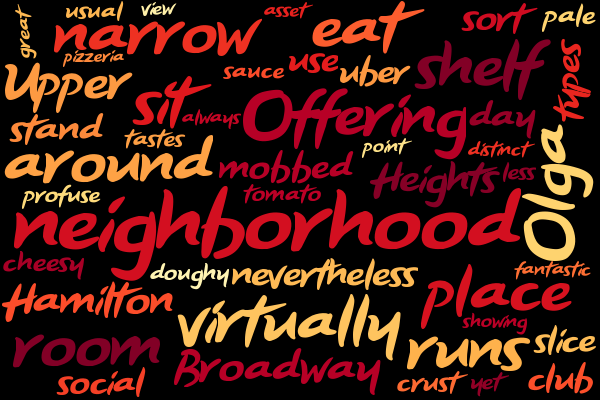 great
usual
view
asset
narrow
eat
sort
pale
pizzeria
sauce
use
uber
shelf
types
Upper
sit
always
Offering
day
stand
tastes
around
mobbed
point
distinct
Olga
profuse
tomato
Heights
less
neighborhood
cheesy
doughy
nevertheless
fantastic
Hamilton
virtually
place
showing
room
Broadway
runs
slice
social
crust
yet
club